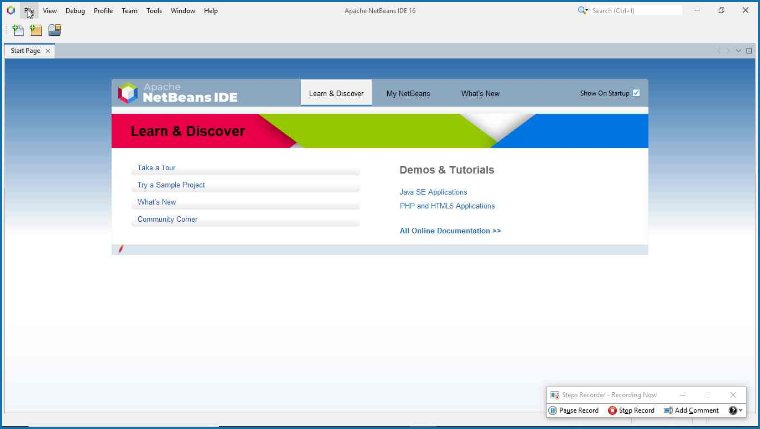 File View Debug Profile Team Tools Window Help
Apache NetBeans IDE 16
Search (Ctrl+I)
Start Page
Apache
NetBeans IDE
Learn & Discover
My NetBeans
What's New
Show On Startup
Learn & Discover
Take a Tour
Try a Sample Project
What's New
Community Corner
Demos & Tutorials
Java SE Applications
PHP and HTML5 Applications
All Online Documentation >>
Steps Recorder - Recording Now
Pause Record Stop Record Add Comment